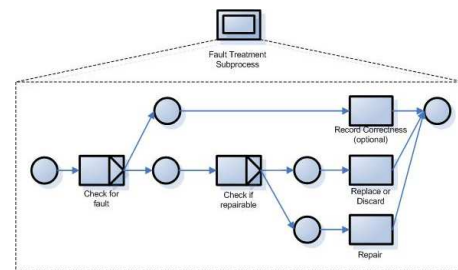 Fault Treatment
Subprocess
Record Correctness
(optional)
Check for
fault
Check if
repairable
Replace or
Discard
Repair